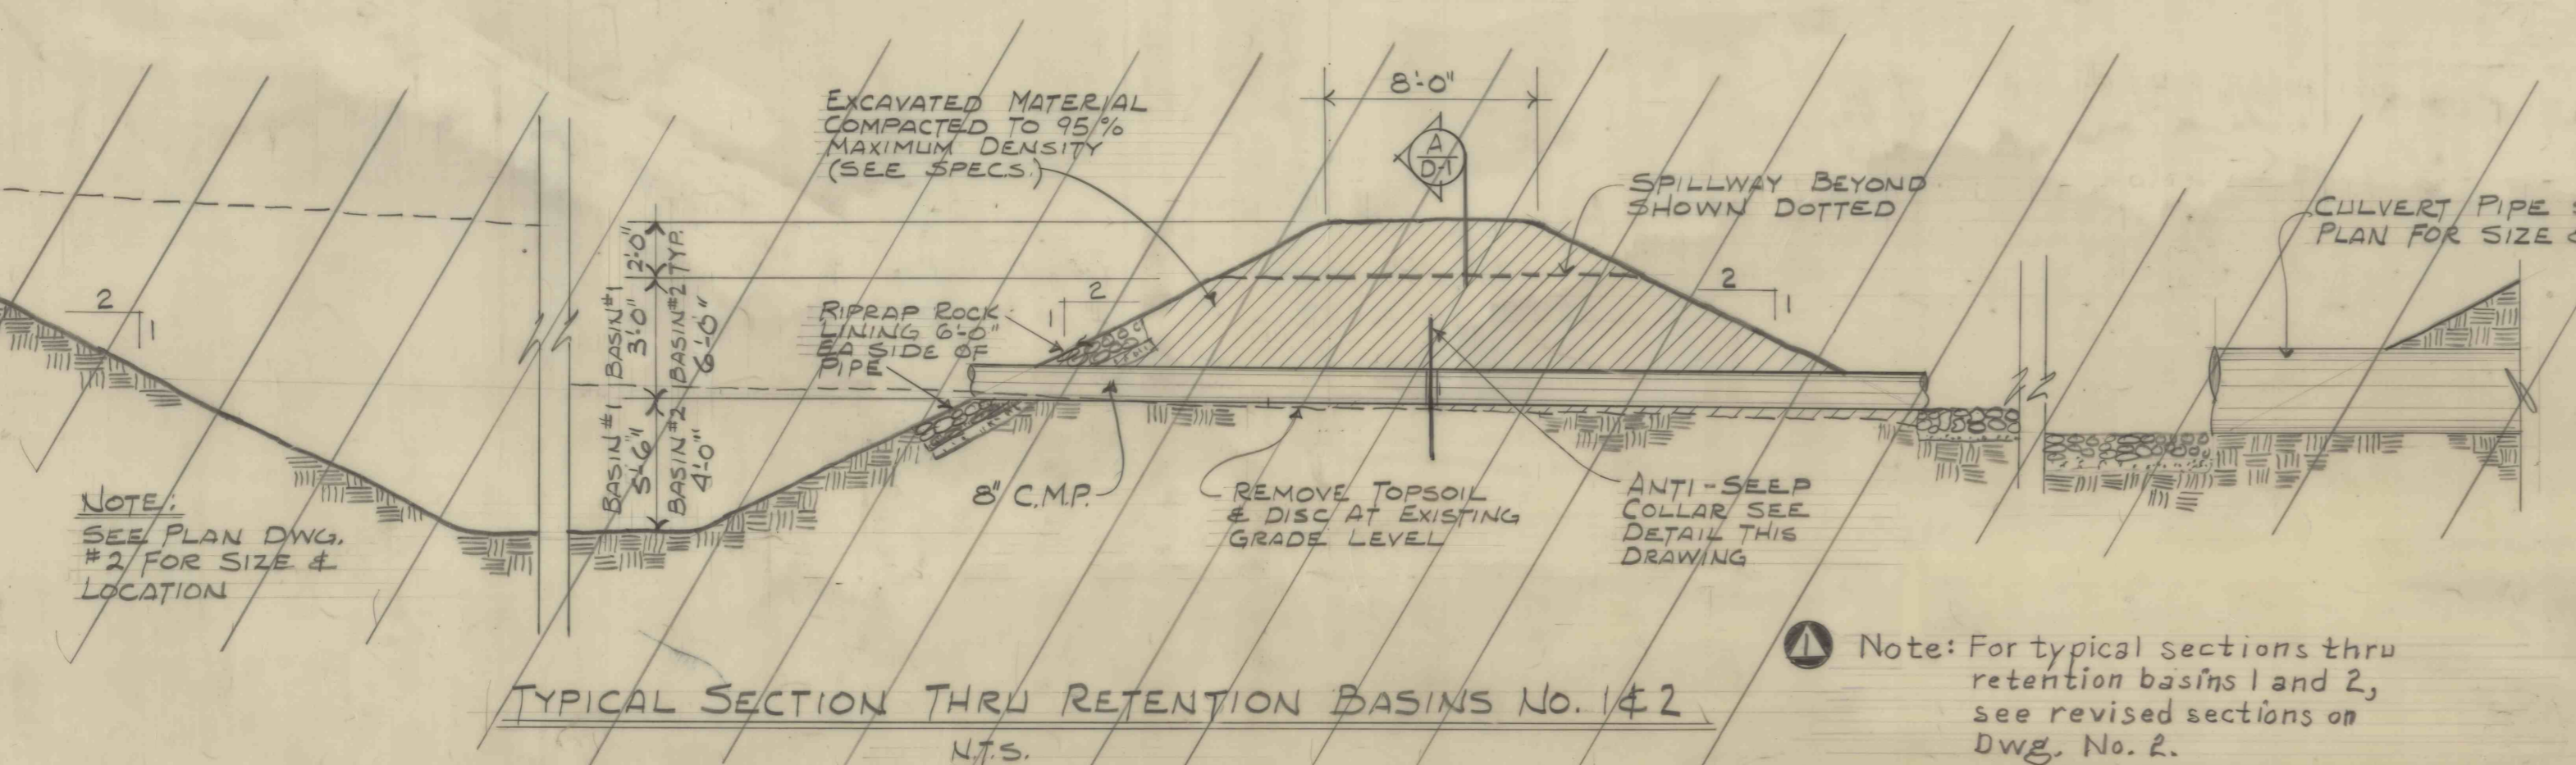 8'-0"
EXCAVATED MATERIAL
COMPACTED TO 95%
MAXIMUM DENSITY
(SEE SPECS.)
A
D-1
SPILLWAY BEYOND
SHOWN DOTTED
CULVERT PIPE
PLAN FOR SIZE &
2'-0"
TYP.
BASIN #1
3'-0"
BASIN #2
6'-0"
BASIN #1
5'-6"
BASIN #2
4'-0"
2
1
2
1
2
1
RIPRAP ROCK
LINING 6'-0"
EA SIDE OF
PIPE
8" C.M.P.
REMOVE TOPSOIL
& DISC AT EXISTING
GRADE LEVEL
ANTI-SEEP
COLLAR SEE
DETAIL THIS
DRAWING
NOTE:
SEE PLAN DWG.
#2 FOR SIZE &
LOCATION
TYPICAL SECTION THRU RETENTION BASINS NO. 1 & 2
N.T.S.
1 Note: For typical sections thru
retention basins 1 and 2,
see revised sections on
Dwg. No. 2.